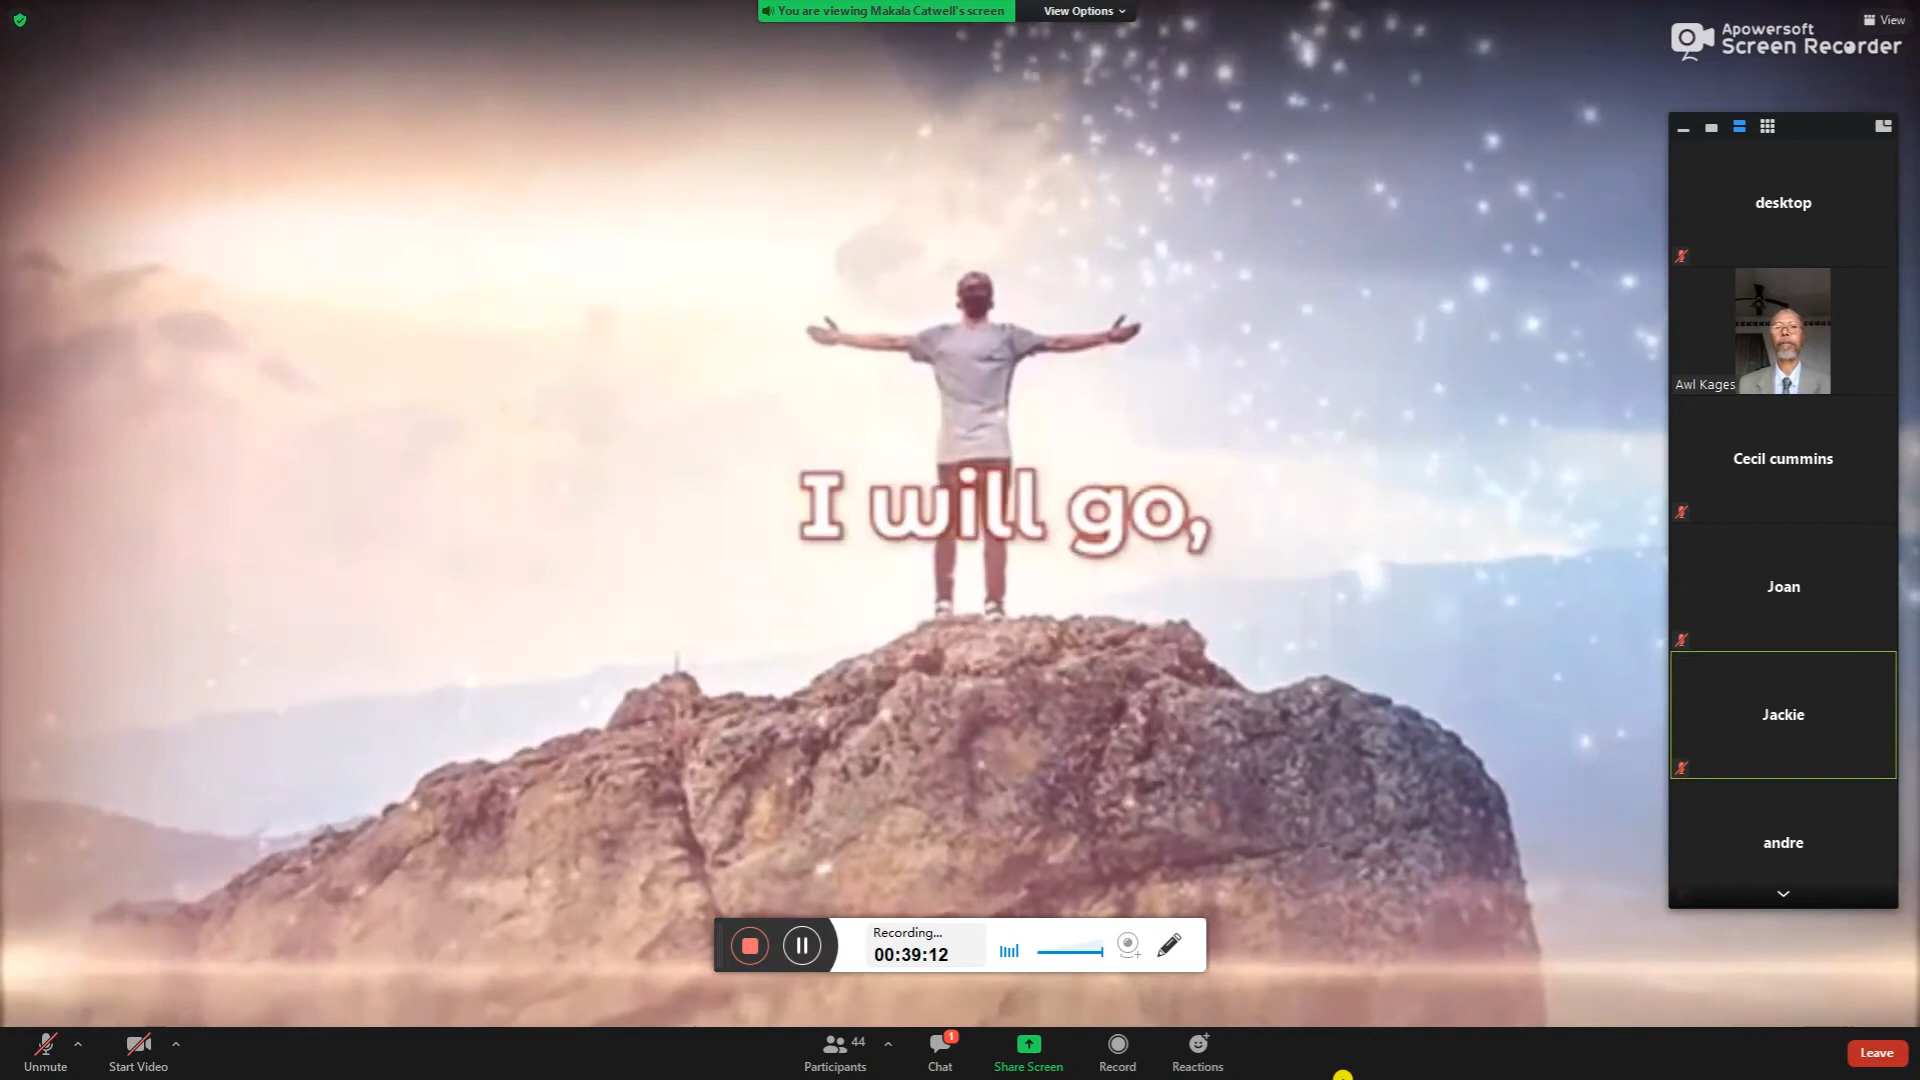 You are viewing Makala Catwell's screen
View Options
View
Apowersoft
Screen Recorder
desktop
Awl Kages
Cecil cummins
Joan
Jackie
andre
I will go,
Recording...
00:39:12
Unmute
Start Video
44
Participants
1
Chat
Share Screen
Record
Reactions
Leave